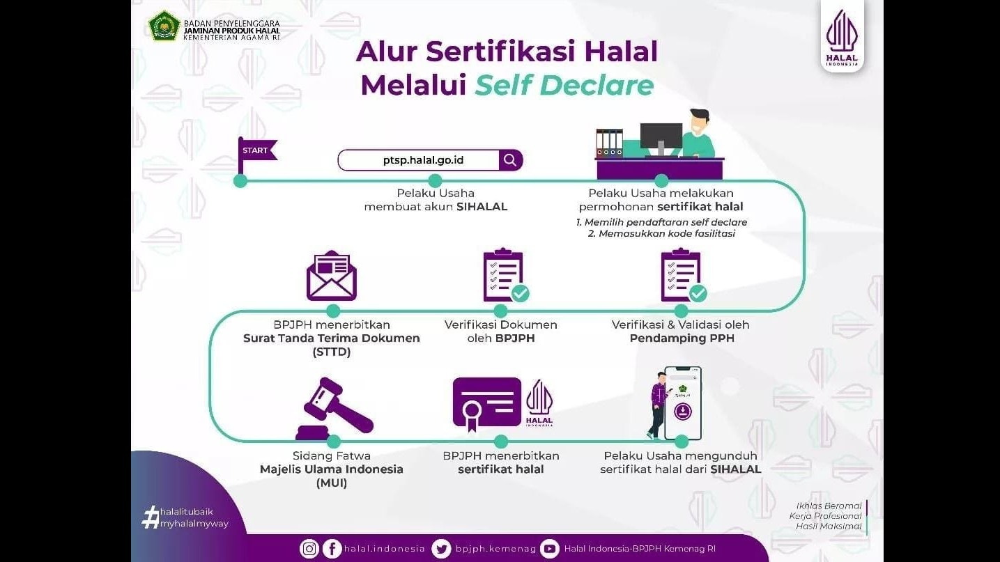 BADAN PENYELENGGARA
JAMINAN PRODUK HALAL
KEMENTERIAN AGAMA RI
HALAL
INDONESIA
Alur Sertifikasi Halal
Melalui Self Declare
START
ptsp.halal.go.id
Pelaku Usaha
membuat akun SIHALAL
Pelaku Usaha melakukan
permohonan sertifikat halal
1. Memilih pendaftaran self declare
2. Memasukkan kode fasilitasi
BPJPH menerbitkan
Surat Tanda Terima Dokumen
(STTD)
Verifikasi Dokumen
oleh BPJPH
Verifikasi & Validasi oleh
Pendamping PPH
HALAL
INDONESIA
SIHALAL
Sidang Fatwa
Majelis Ulama Indonesia
(MUI)
BPJPH menerbitkan
sertifikat halal
Pelaku Usaha mengunduh
sertifikat halal dari SIHALAL
#halalitubaik
myhalalmyway
Ikhlas Beramal
Kerja Profesional
Hasil Maksimal
halal.indonesia bpjph.kemenag Halal Indonesia-BPJPH Kemenag RI